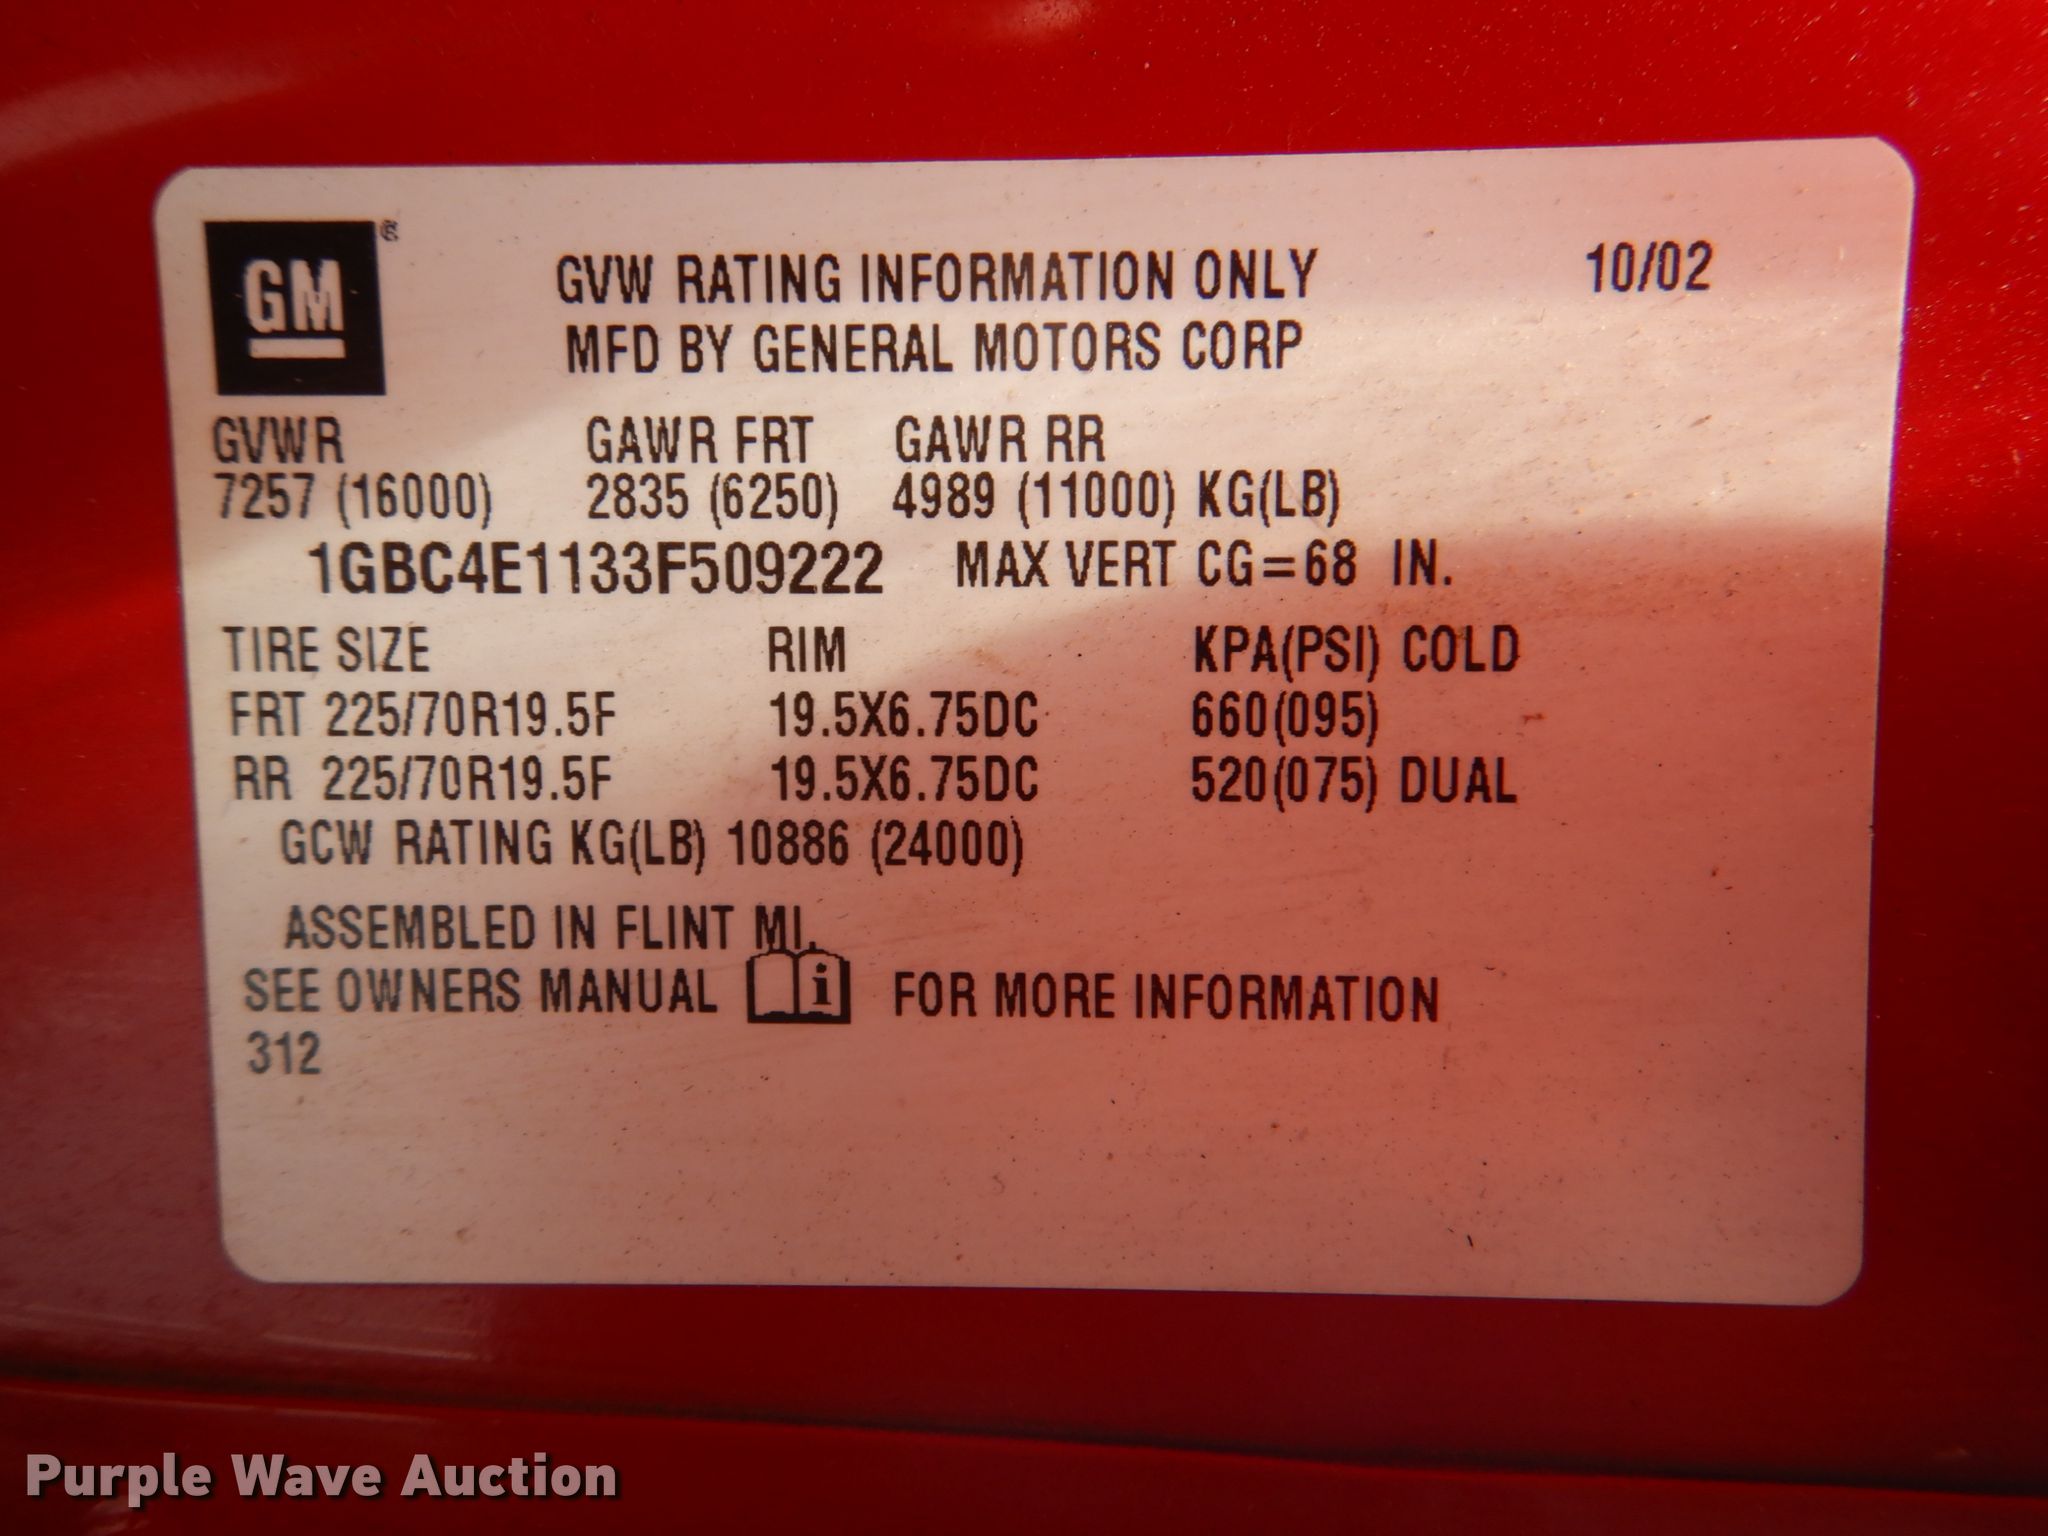 GM
GVW RATING INFORMATION ONLY 10/02
MFD BY GENERAL MOTORS CORP
GVWR GAWR FRT GAWR RR
7257 (16000) 2835 (6250) 4989 (11000) KG(LB)
1GBC4E1133F509222 MAX VERT CG=68 IN.
TIRE SIZE RIM KPA(PSI) COLD
FRT 225/70R19.5F 19.5X6.75DC 660(095)
RR 225/70R19.5F 19.5X6.75DC 520(075) DUAL
GCW RATING KG(LB) 10886 (24000)
ASSEMBLED IN FLINT MI.
SEE OWNERS MANUAL i FOR MORE INFORMATION
312
Purple Wave Auction